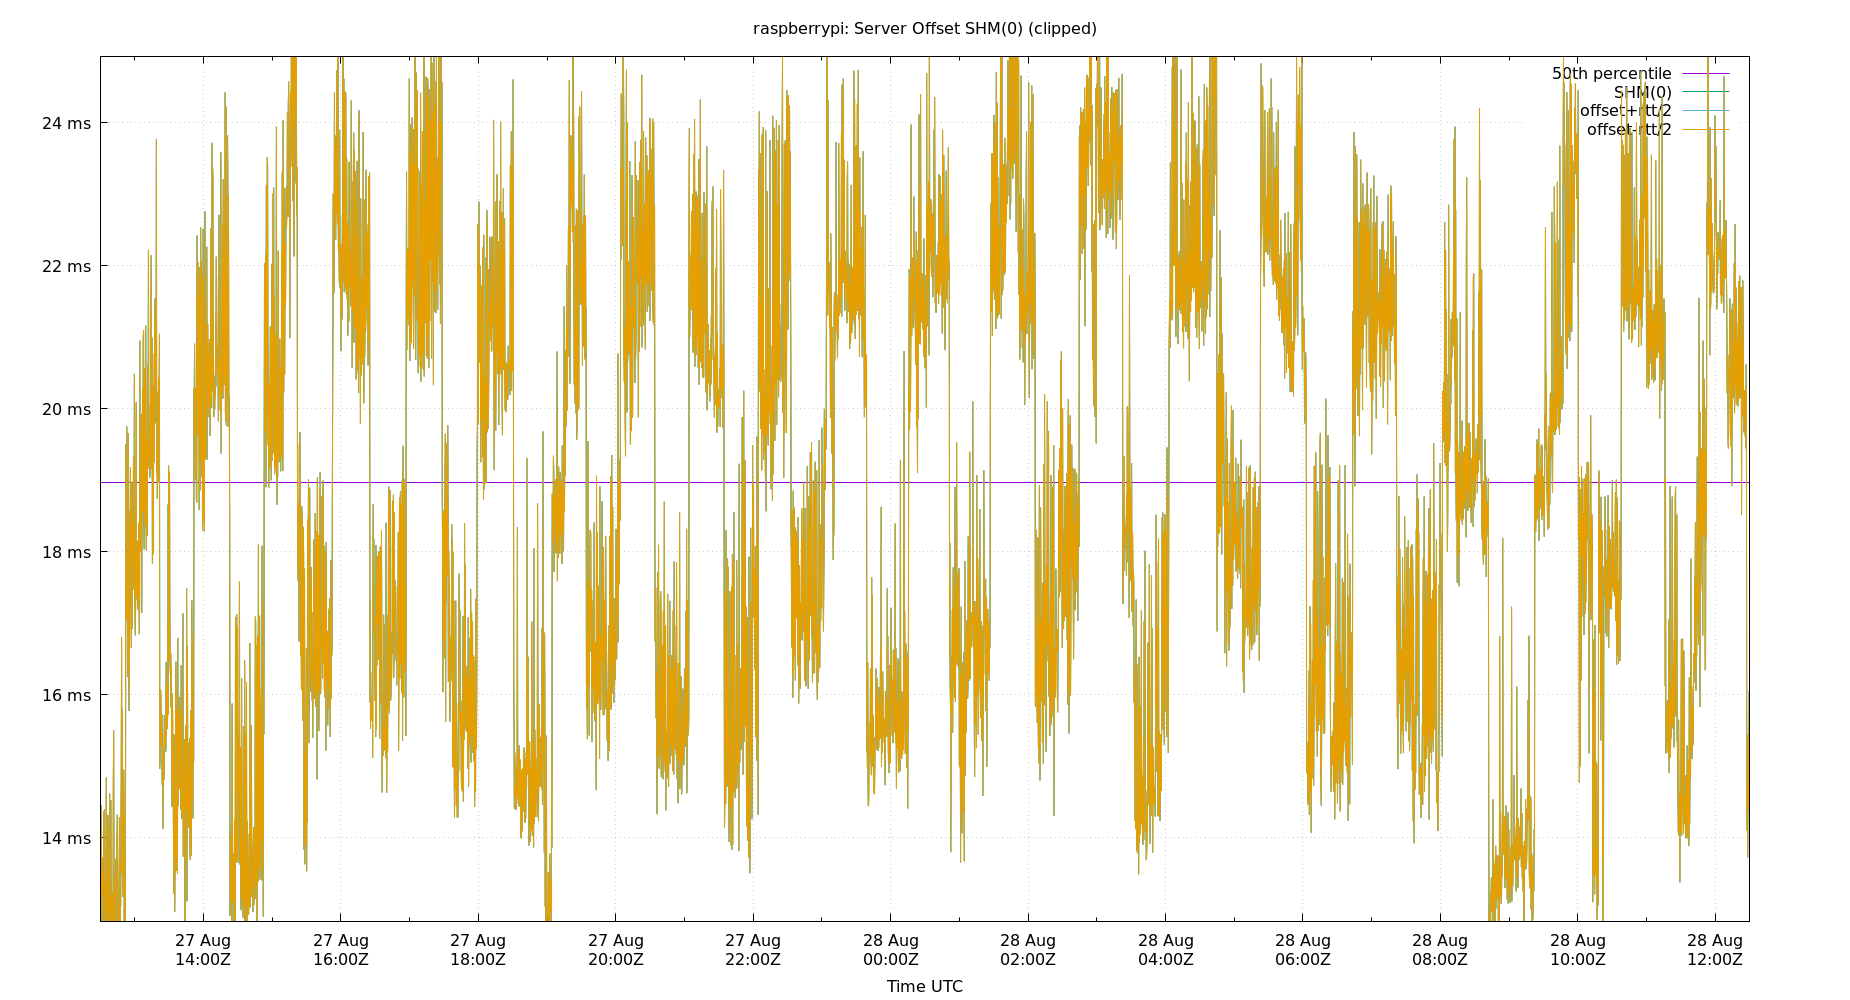 raspberrypi: Server Offset SHM(0) (clipped)
50th percentile
SHM(0)
offset+rtt/2
offset-rtt/2
24 ms
22 ms
20 ms
18 ms
16 ms
14 ms
27 Aug 27 Aug 27 Aug 27 Aug 27 Aug 28 Aug 28 Aug 28 Aug 28 Aug 28 Aug 28 Aug 28 Aug
14:00Z 16:00Z 18:00Z 20:00Z 22:00Z 00:00Z 02:00Z 04:00Z 06:00Z 08:00Z 10:00Z 12:00Z
Time UTC